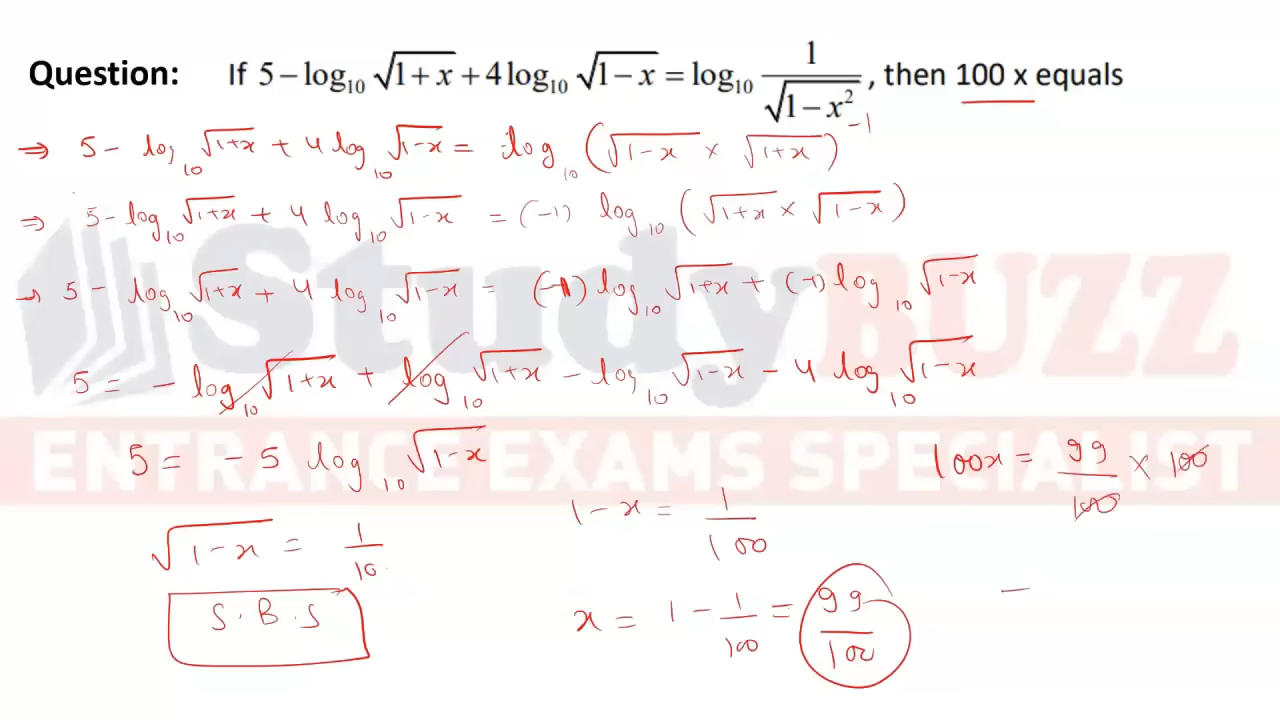 Question: If 5 − log₁₀ √(1+x) + 4 log₁₀ √(1−x) = log₁₀ 1/√(1−x²), then 100 x equals
⇒ 5 − log₁₀ √(1+x) + 4 log₁₀ √(1−x) = log₁₀ (√(1−x) × √(1+x))⁻¹
⇒ 5 − log₁₀ √(1+x) + 4 log₁₀ √(1−x) = (−1) log₁₀ (√(1+x) × √(1−x))
→ 5 − log₁₀ √(1+x) + 4 log₁₀ √(1−x) = (−1) log₁₀ √(1+x) + (−1) log₁₀ √(1−x)
StudyBUZZ
5 = − log₁₀ √(1+x) + log₁₀ √(1+x) − log₁₀ √(1−x) − 4 log₁₀ √(1−x)
ENTRANCE EXAMS SPECIALIST
5 = − 5 log₁₀ √(1−x)
100x = 99/100 × 100
√(1−x) = 1/10
1 − x = 1/100
S.B.S
x = 1 − 1/100 = 99/100